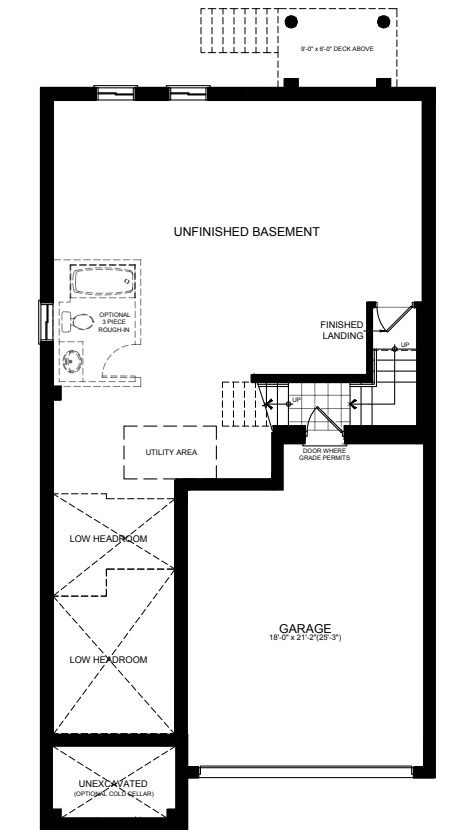 9'-0" x 6'-0" DECK ABOVE
UNFINISHED BASEMENT
OPTIONAL
3 PIECE
ROUGH-IN
FINISHED
LANDING
UP
UP
DOOR WHERE
GRADE PERMITS
UTILITY AREA
LOW HEADROOM
GARAGE
18'-0" x 21'-2"(25'-3")
LOW HEADROOM
UNEXCAVATED
(OPTIONAL COLD CELLAR)